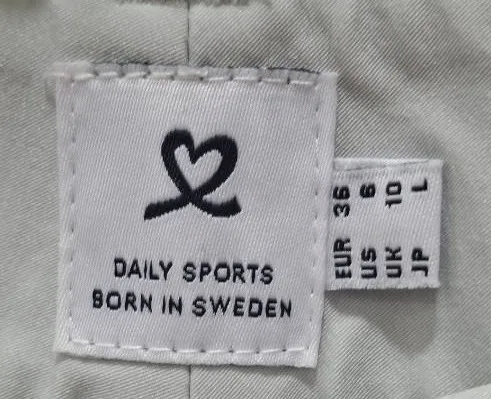 DAILY SPORTS
BORN IN SWEDEN
EUR 36
US 6
UK 10
JP L